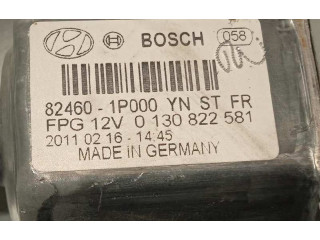 BOSCH 058
82460-1P000 YN ST FR
FPG 12V 0 130 822 581
2011 02 16-14.45
MADE IN GERMANY